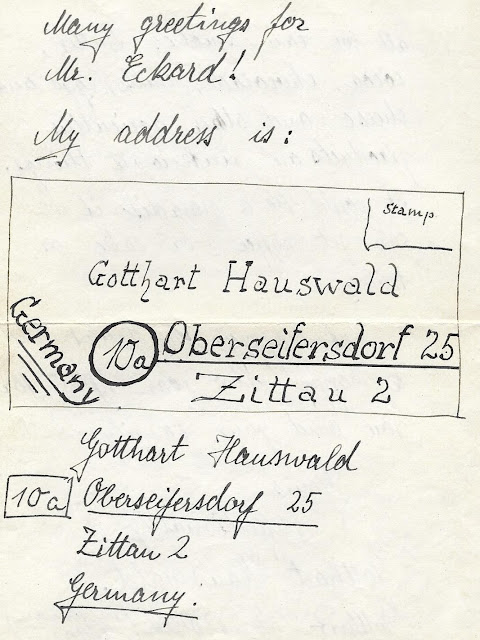 Many greetings for
Mr. Eckard!
My address is:
Stamp
Gotthart Hauswald
Germany
10a Oberseifersdorf 25
Zittau 2
Gotthart Hauswald
10a Oberseifersdorf 25
Zittau 2
Germany.